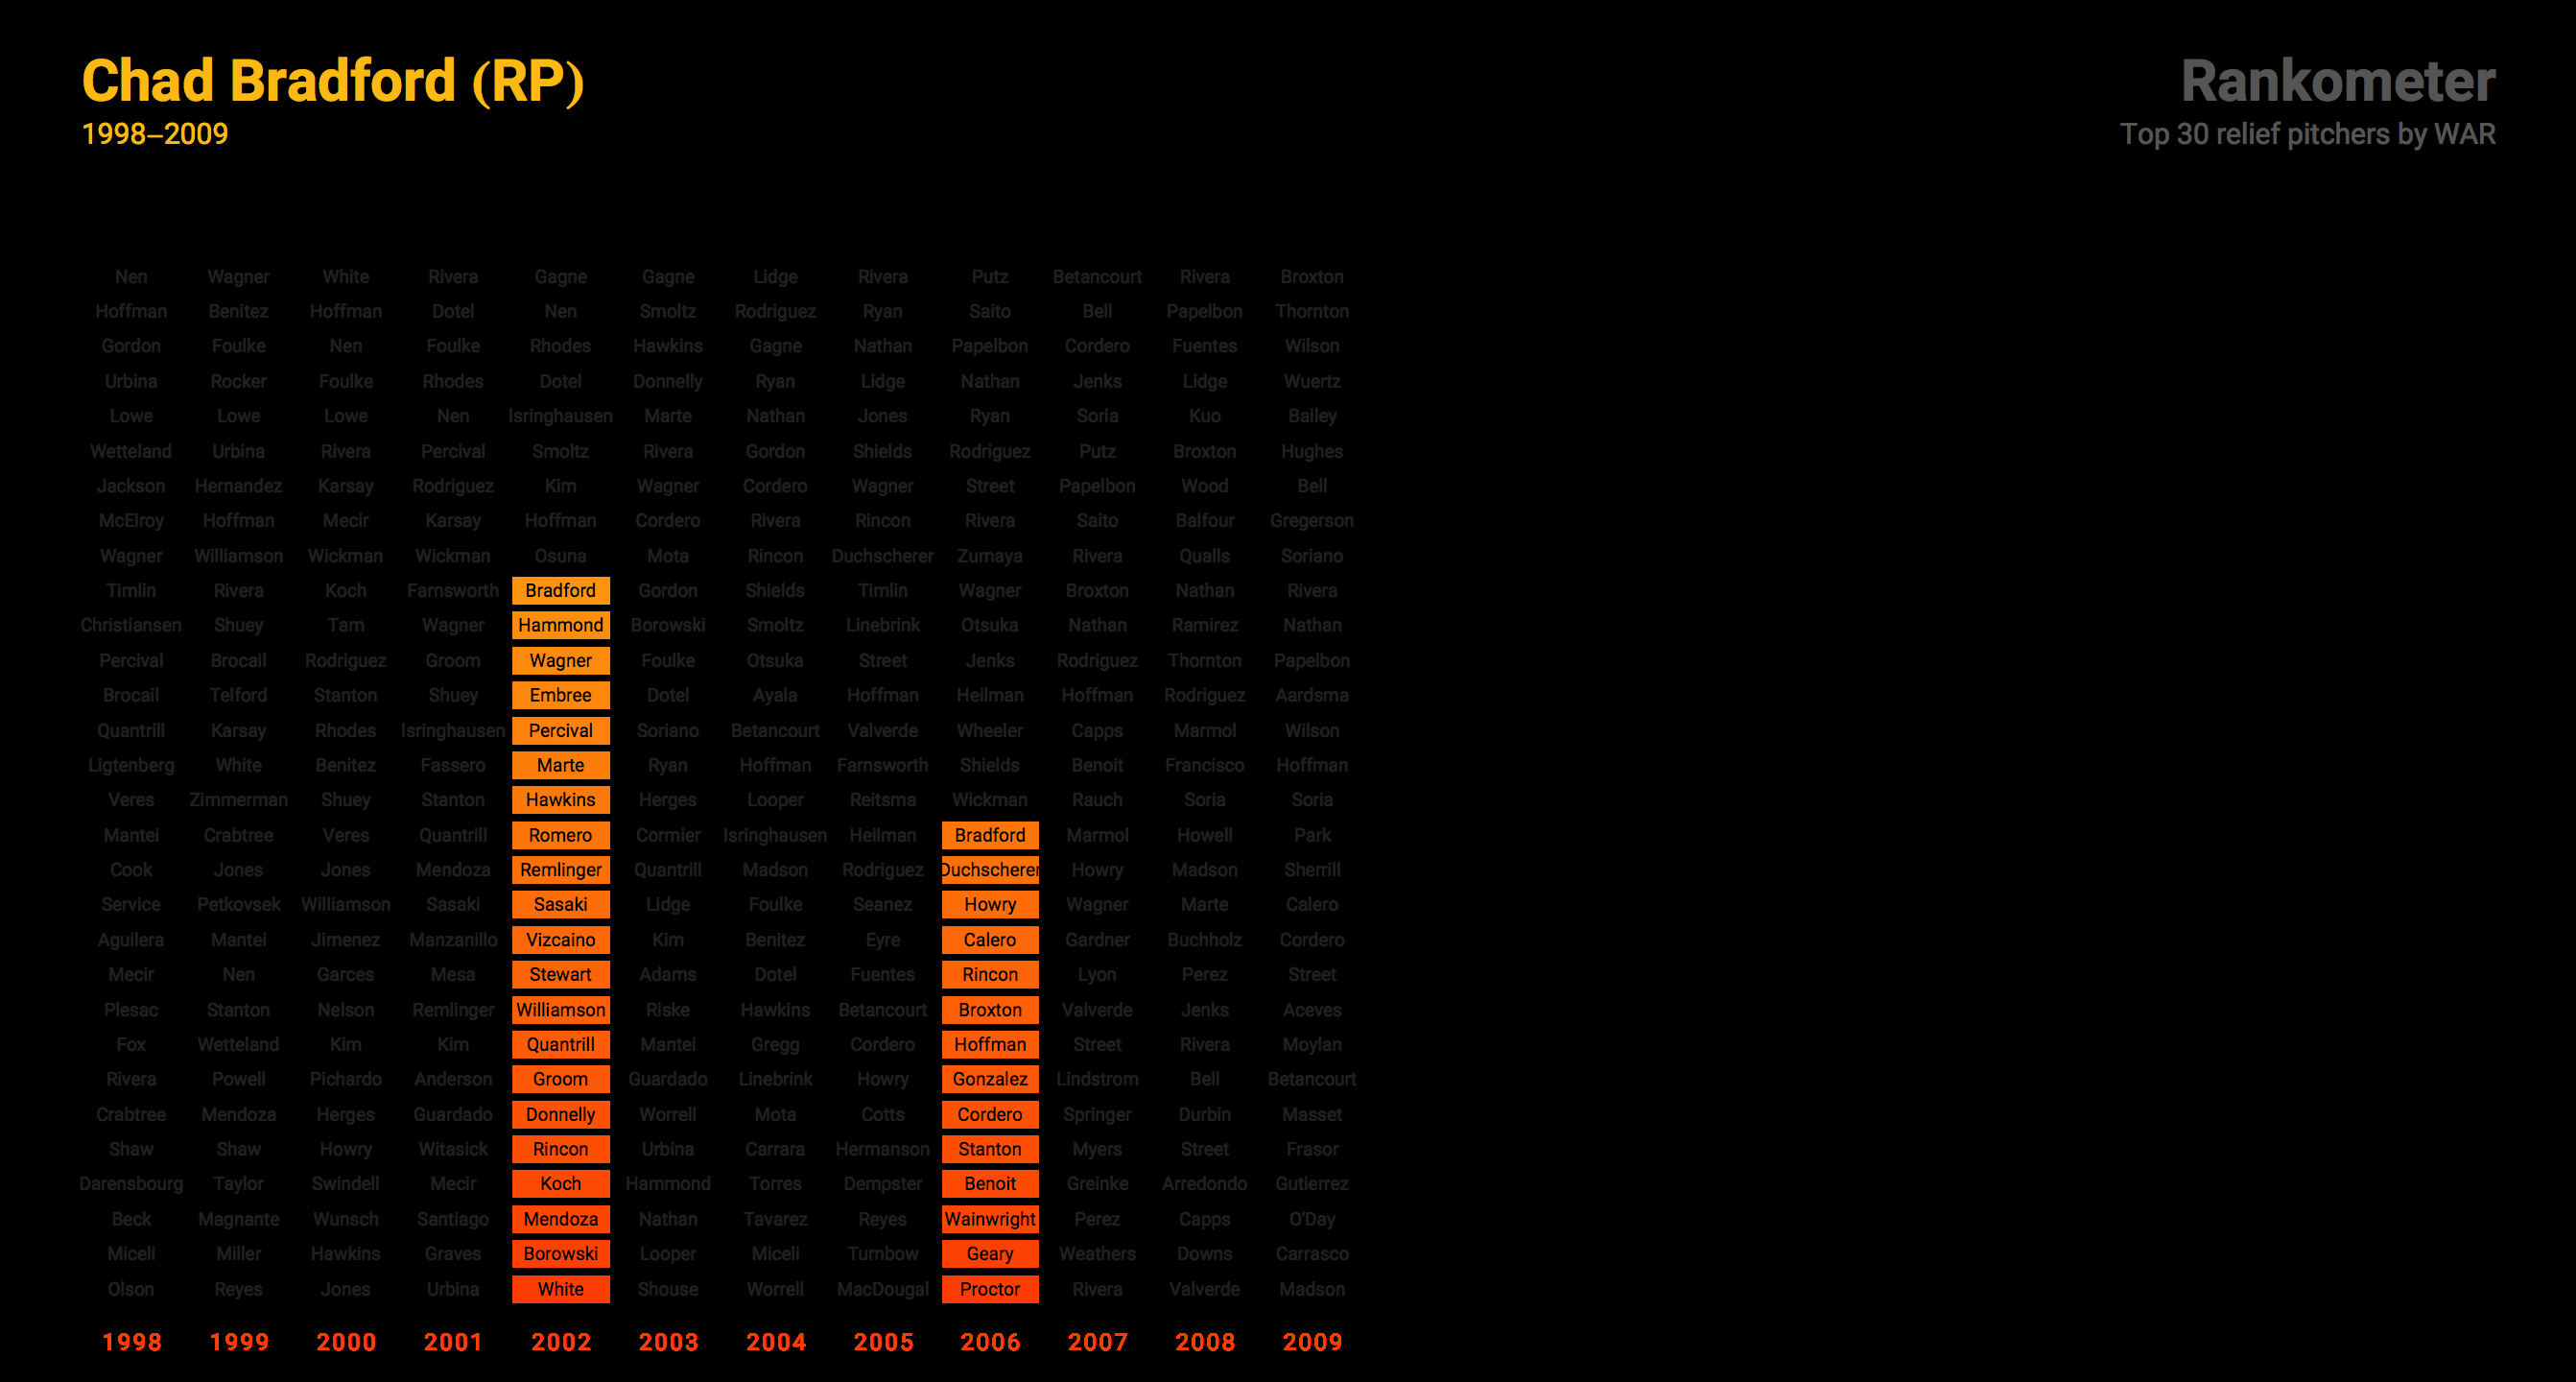 Chad Bradford (RP)
1998–2009
Rankometer
Top 30 relief pitchers by WAR
Nen Wagner White Rivera Gagne Gagne Lidge Rivera Putz Betancourt Rivera Broxton
Hoffman Benitez Hoffman Dotel Nen Smoltz Rodriguez Ryan Saito Bell Papelbon Thornton
Gordon Foulke Nen Foulke Rhodes Hawkins Gagne Nathan Papelbon Cordero Fuentes Wilson
Urbina Rocker Foulke Rhodes Dotel Donnelly Ryan Lidge Nathan Jenks Lidge Wuertz
Lowe Lowe Lowe Nen Isringhausen Marte Nathan Jones Ryan Soria Kuo Bailey
Wetteland Urbina Rivera Percival Smoltz Rivera Gordon Shields Rodriguez Putz Broxton Hughes
Jackson Hernandez Karsay Rodriguez Kim Wagner Cordero Wagner Street Papelbon Wood Bell
McElroy Hoffman Mecir Karsay Hoffman Cordero Rivera Rincon Rivera Saito Balfour Gregerson
Wagner Williamson Wickman Wickman Osuna Mota Rincon Duchscherer Zumaya Rivera Qualls Soriano
Timlin Rivera Koch Farnsworth Bradford Gordon Shields Timlin Wagner Broxton Nathan Rivera
Christiansen Shuey Tam Wagner Hammond Borowski Smoltz Linebrink Otsuka Nathan Ramirez Nathan
Percival Brocail Rodriguez Groom Wagner Foulke Otsuka Street Jenks Rodriguez Thornton Papelbon
Brocail Telford Stanton Shuey Embree Dotel Ayala Hoffman Heilman Hoffman Rodriguez Aardsma
Quantrill Karsay Rhodes Isringhausen Percival Soriano Betancourt Valverde Wheeler Capps Marmol Wilson
Ligtenberg White Benitez Fassero Marte Ryan Hoffman Farnsworth Shields Benoit Francisco Hoffman
Veres Zimmerman Shuey Stanton Hawkins Herges Looper Reitsma Wickman Rauch Soria Soria
Mantei Crabtree Veres Quantrill Romero Cormier Isringhausen Heilman Bradford Marmol Howell Park
Cook Jones Jones Mendoza Remlinger Quantrill Madson Rodriguez Duchscherer Howry Madson Sherrill
Service Petkovsek Williamson Sasaki Sasaki Lidge Foulke Seanez Howry Wagner Marte Calero
Aguilera Mantei Jimenez Manzanillo Vizcaino Kim Benitez Eyre Calero Gardner Buchholz Cordero
Mecir Nen Garces Mesa Stewart Adams Dotel Fuentes Rincon Lyon Perez Street
Plesac Stanton Nelson Remlinger Williamson Riske Hawkins Betancourt Broxton Valverde Jenks Aceves
Fox Wetteland Kim Kim Quantrill Mantei Gregg Cordero Hoffman Street Rivera Moylan
Rivera Powell Pichardo Anderson Groom Guardado Linebrink Howry Gonzalez Lindstrom Bell Betancourt
Crabtree Mendoza Herges Guardado Donnelly Worrell Mota Cotts Cordero Springer Durbin Masset
Shaw Shaw Howry Witasick Rincon Urbina Carrara Hermanson Stanton Myers Street Frasor
Darensbourg Taylor Swindell Mecir Koch Hammond Torres Dempster Benoit Greinke Arredondo Gutierrez
Beck Magnante Wunsch Santiago Mendoza Nathan Tavarez Reyes Wainwright Perez Capps O'Day
Miceli Miller Hawkins Graves Borowski Looper Miceli Turnbow Geary Weathers Downs Carrasco
Olson Reyes Jones Urbina White Shouse Worrell MacDougal Proctor Rivera Valverde Madson
1998 1999 2000 2001 2002 2003 2004 2005 2006 2007 2008 2009